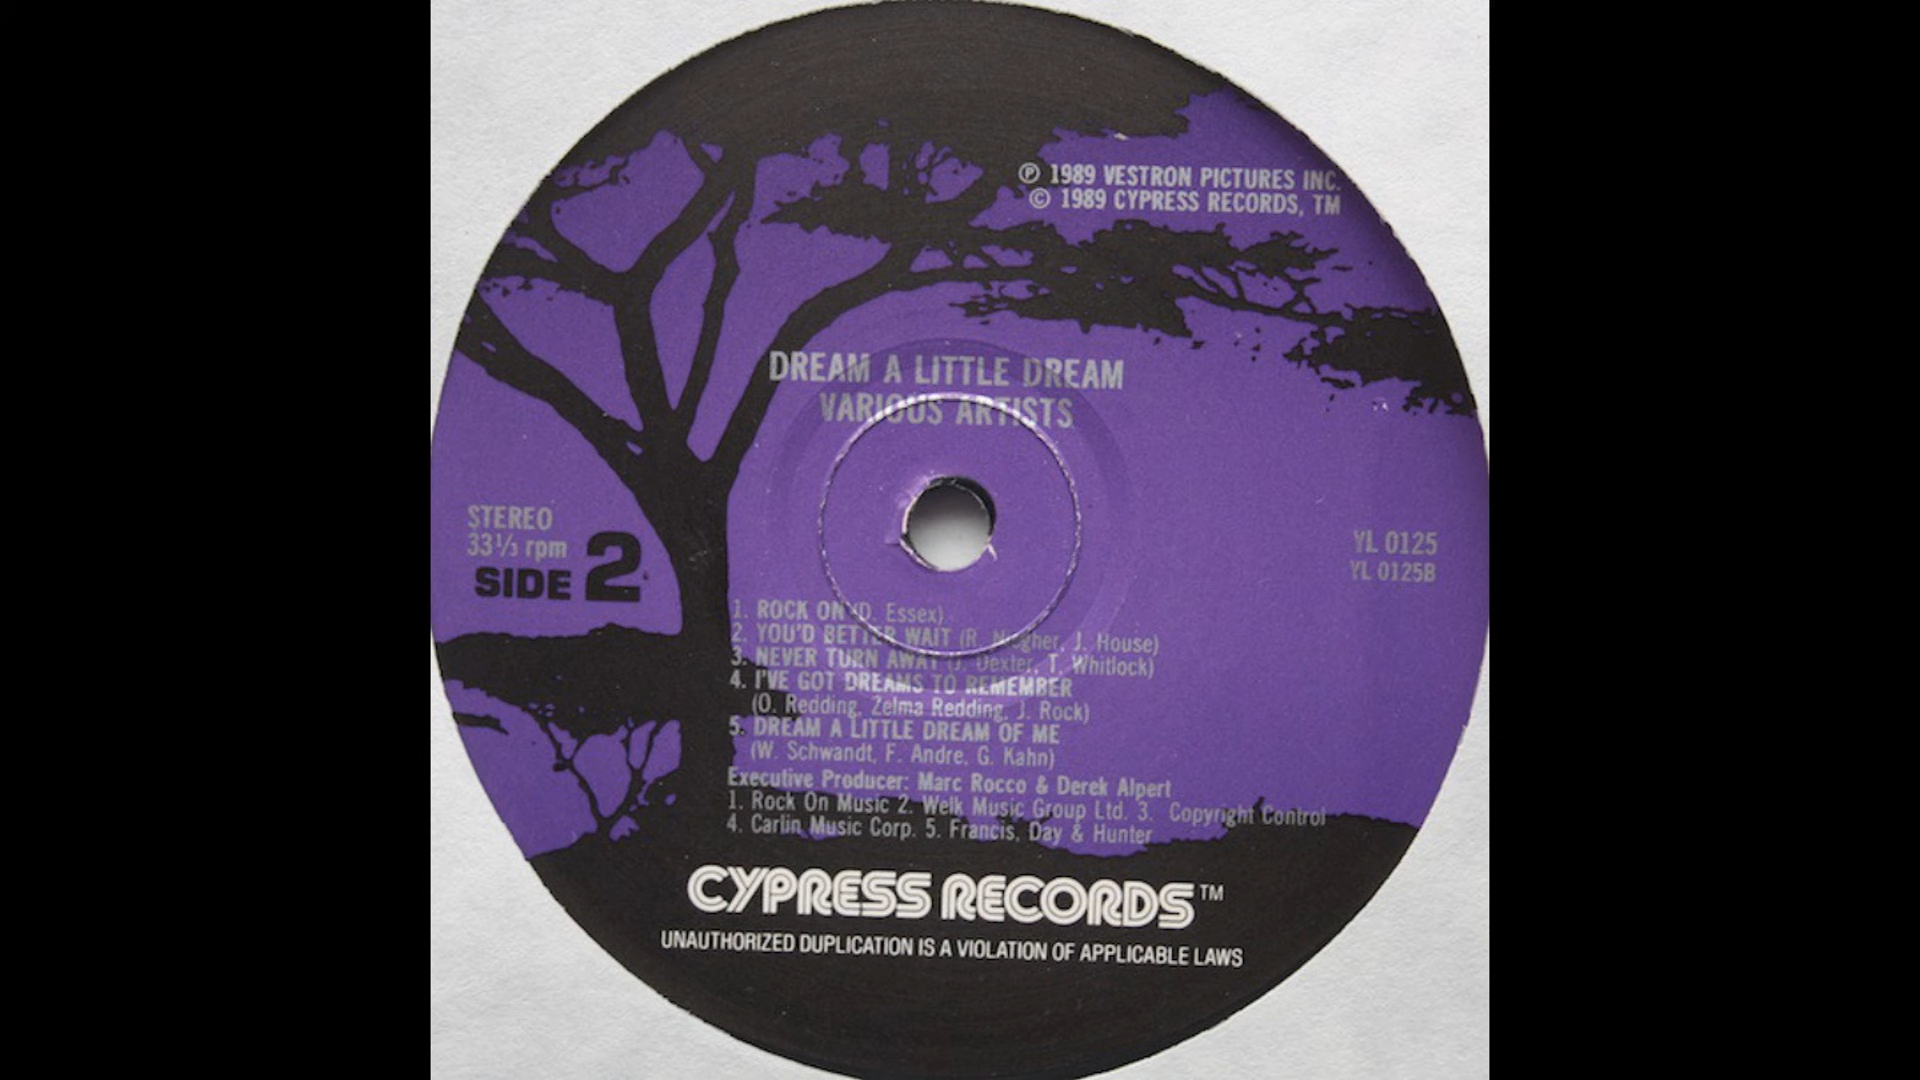 ℗ 1989 VESTRON PICTURES INC.
© 1989 CYPRESS RECORDS, TM
DREAM A LITTLE DREAM
VARIOUS ARTISTS
STEREO
33⅓ rpm
SIDE 2
YL 0125
YL 0125B
1. ROCK ON (D. Essex)
2. YOU'D BETTER WAIT (R. J. House)
3. NEVER TURN AWAY (J. Dexter, T. Whitlock)
4. I'VE GOT DREAMS TO REMEMBER
(O. Redding, Zelma Redding, J. Rock)
5. DREAM A LITTLE DREAM OF ME
(W. Schwandt, F. Andre, G. Kahn)
Executive Producer: Marc Rocco & Derek Alpert
1. Rock On Music 2. Welk Music Group Ltd. 3. Copyright Control
4. Carlin Music Corp. 5. Francis, Day & Hunter
CYPRESS RECORDS™
UNAUTHORIZED DUPLICATION IS A VIOLATION OF APPLICABLE LAWS